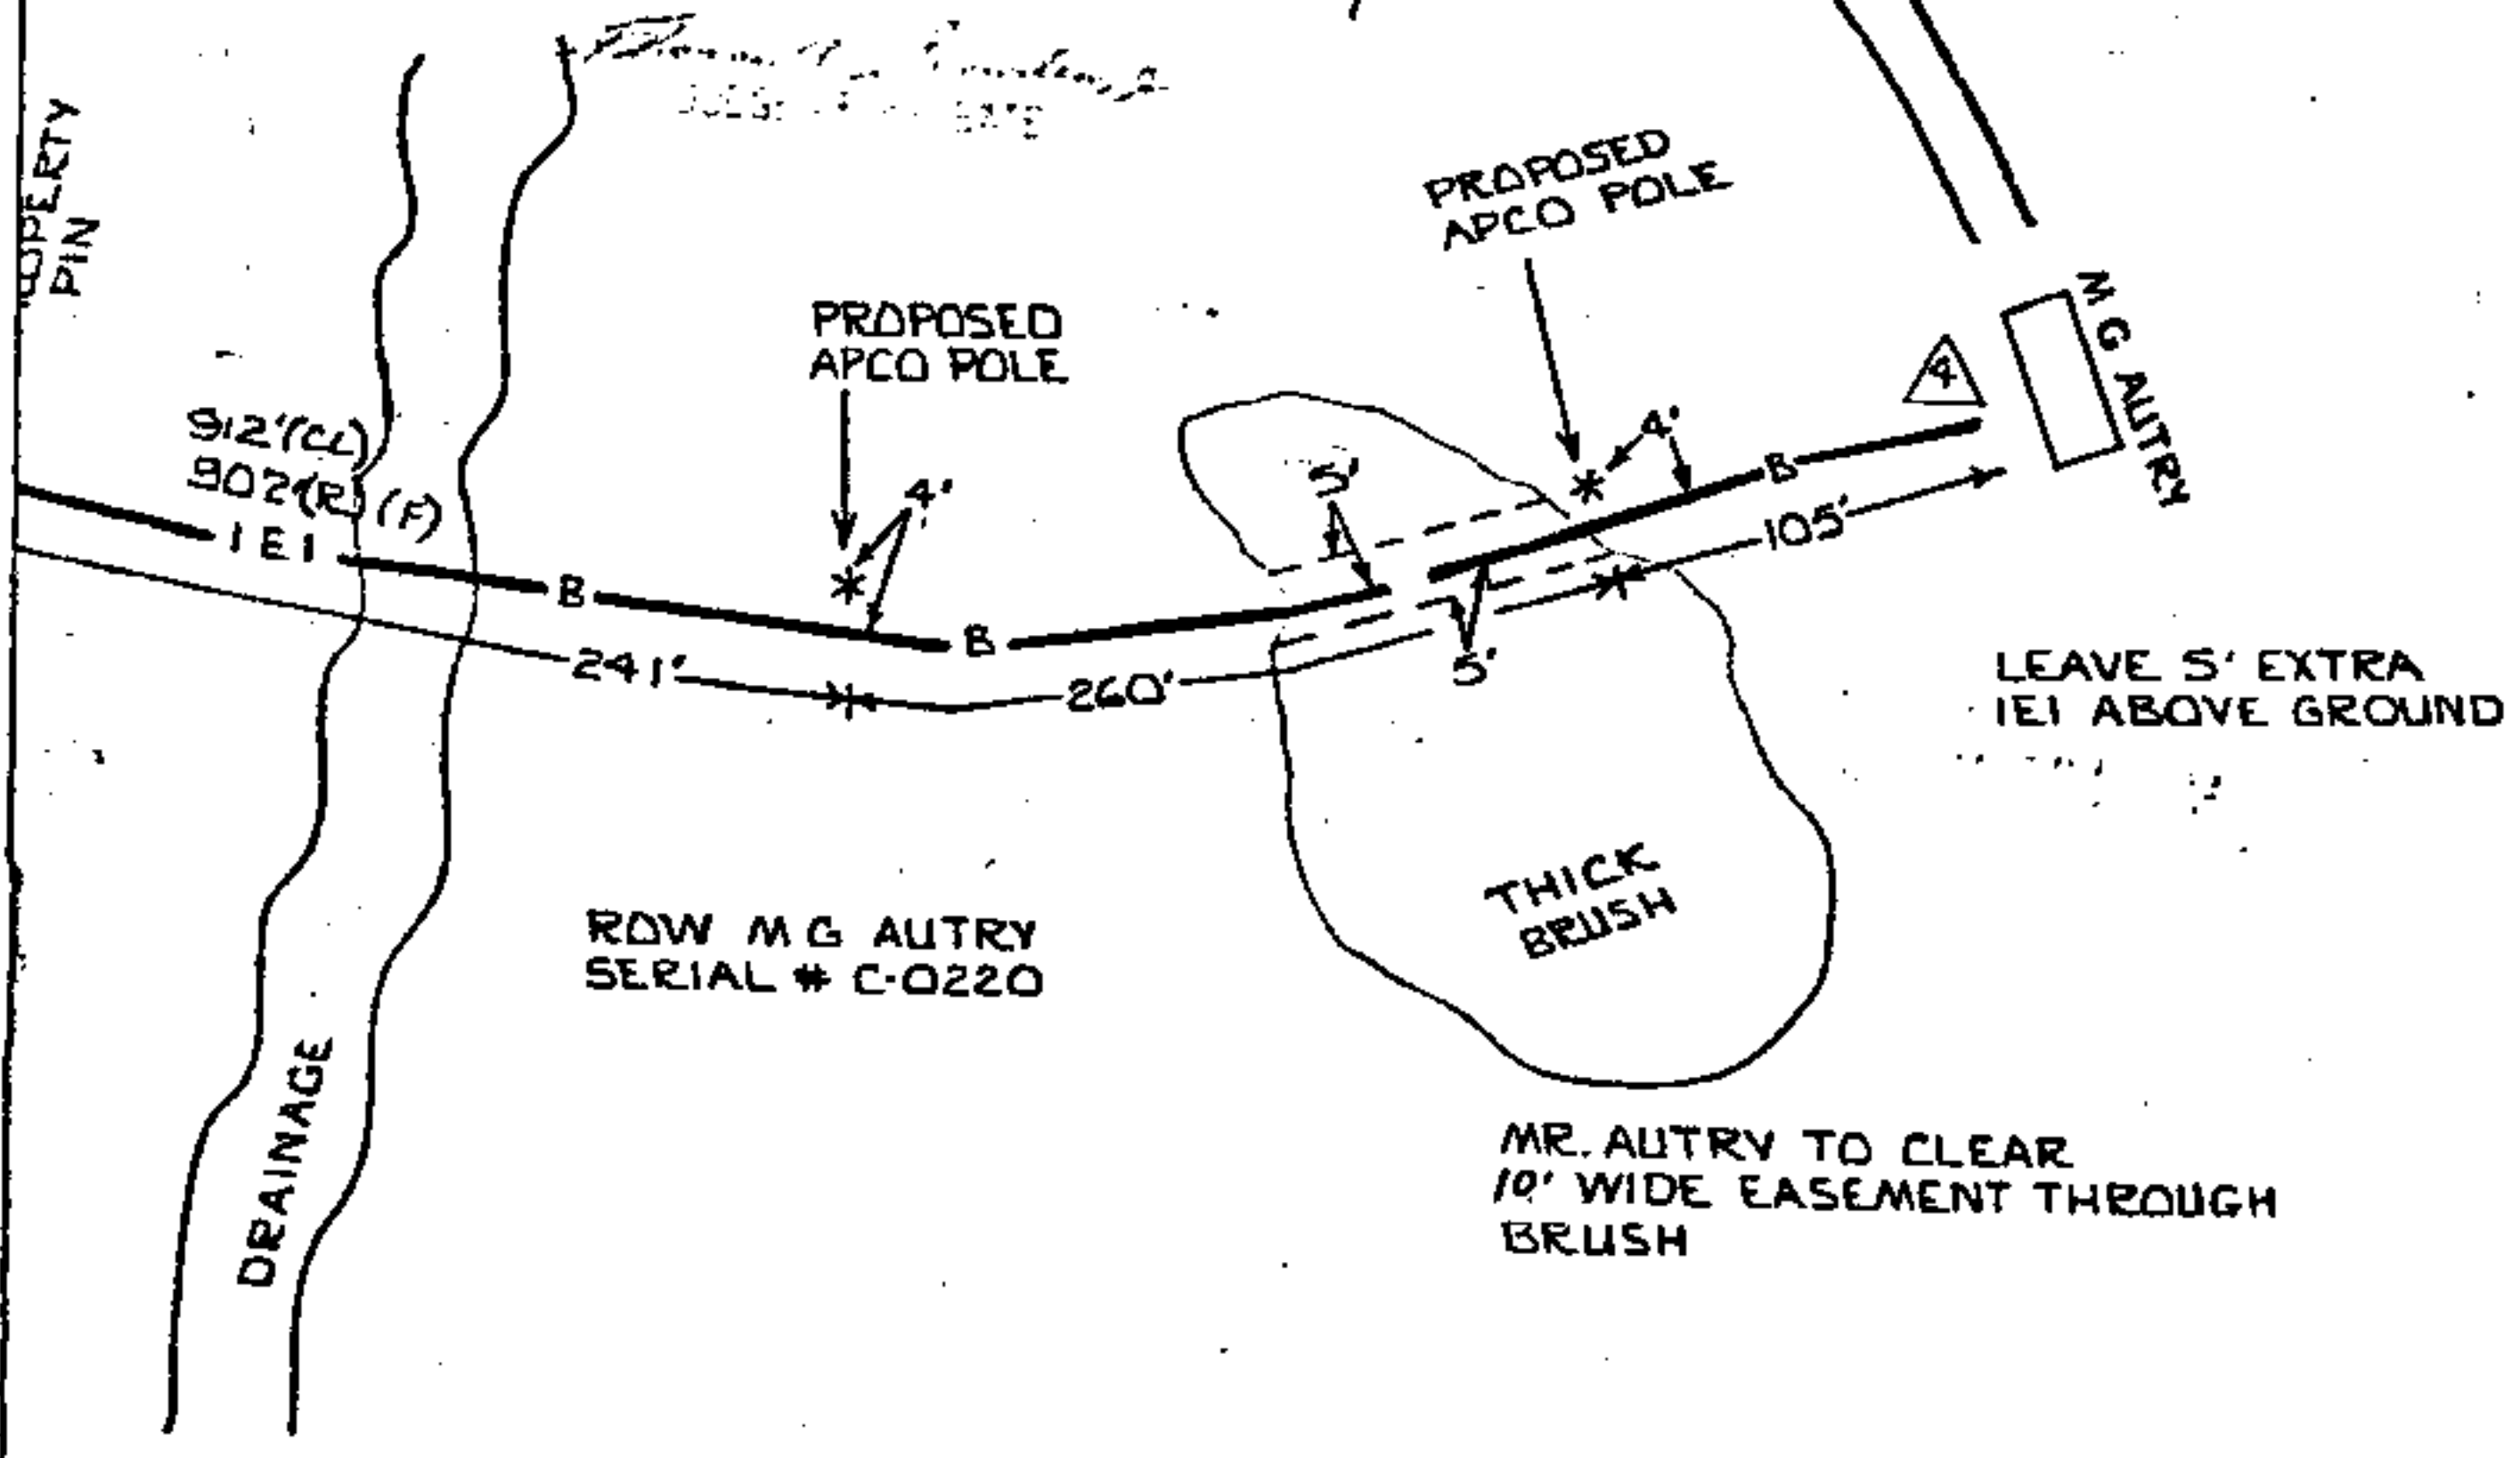 PROPOSED
APCO POLE
PIN
PROPOSED
APCO POLE
M G AUTRY
4
4'
912'(CL)
902'(R) (F)
5'
4'
B
105'
1E1
B
B
241'
260'
5'
LEAVE 5' EXTRA
1E1 ABOVE GROUND
THICK
BRUSH
ROW M G AUTRY
SERIAL # C-0220
DRAINAGE
MR. AUTRY TO CLEAR
10' WIDE EASEMENT THROUGH
BRUSH